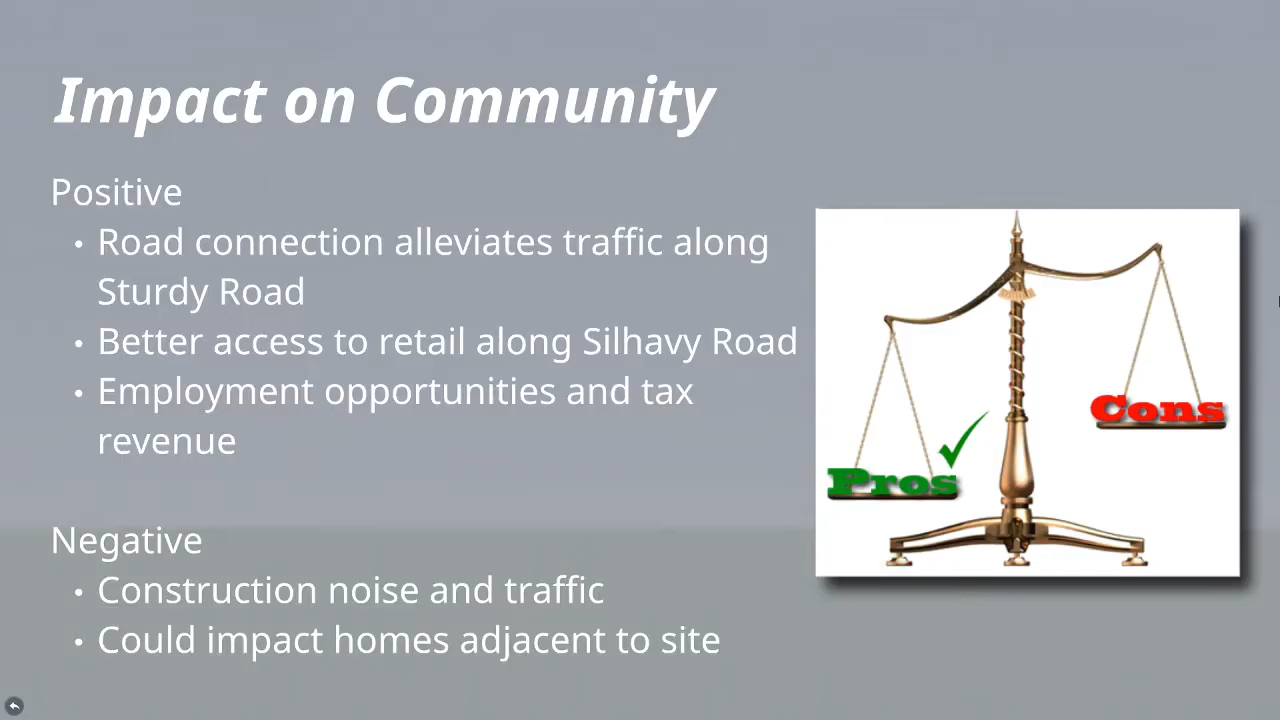 Impact on Community
Positive
• Road connection alleviates traffic along
Sturdy Road
• Better access to retail along Silhavy Road
• Employment opportunities and tax
revenue
Negative
• Construction noise and traffic
• Could impact homes adjacent to site
Cons
Pros